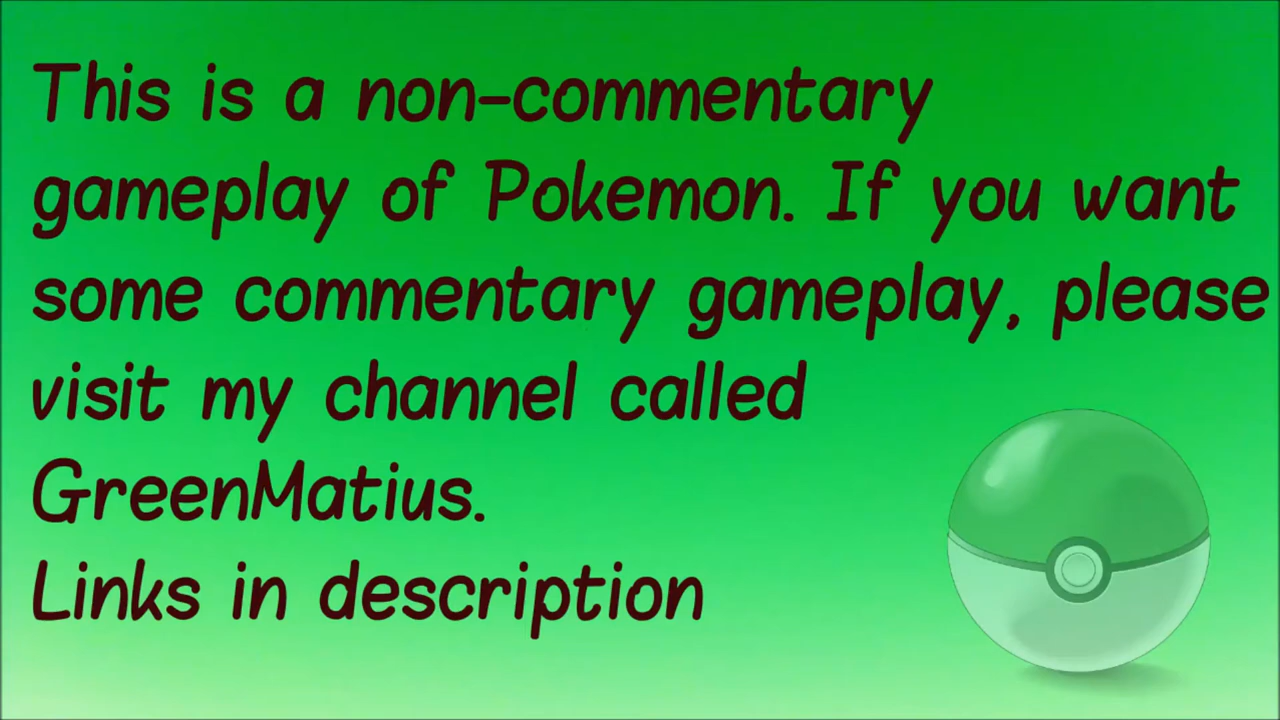 This is a non-commentary
gameplay of Pokemon. If you want
some commentary gameplay, please
visit my channel called
GreenMatius.
Links in description